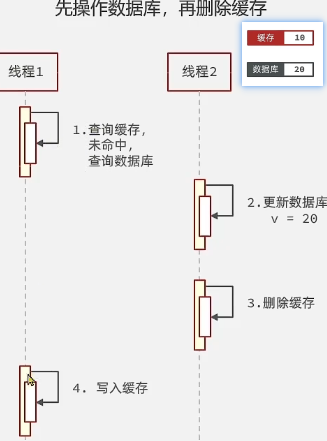 先操作数据库，再删除缓存
缓存 10
数据库 20
线程1
线程2
1.查询缓存，
未命中，
查询数据库
2.更新数据库
v = 20
3.删除缓存
4. 写入缓存